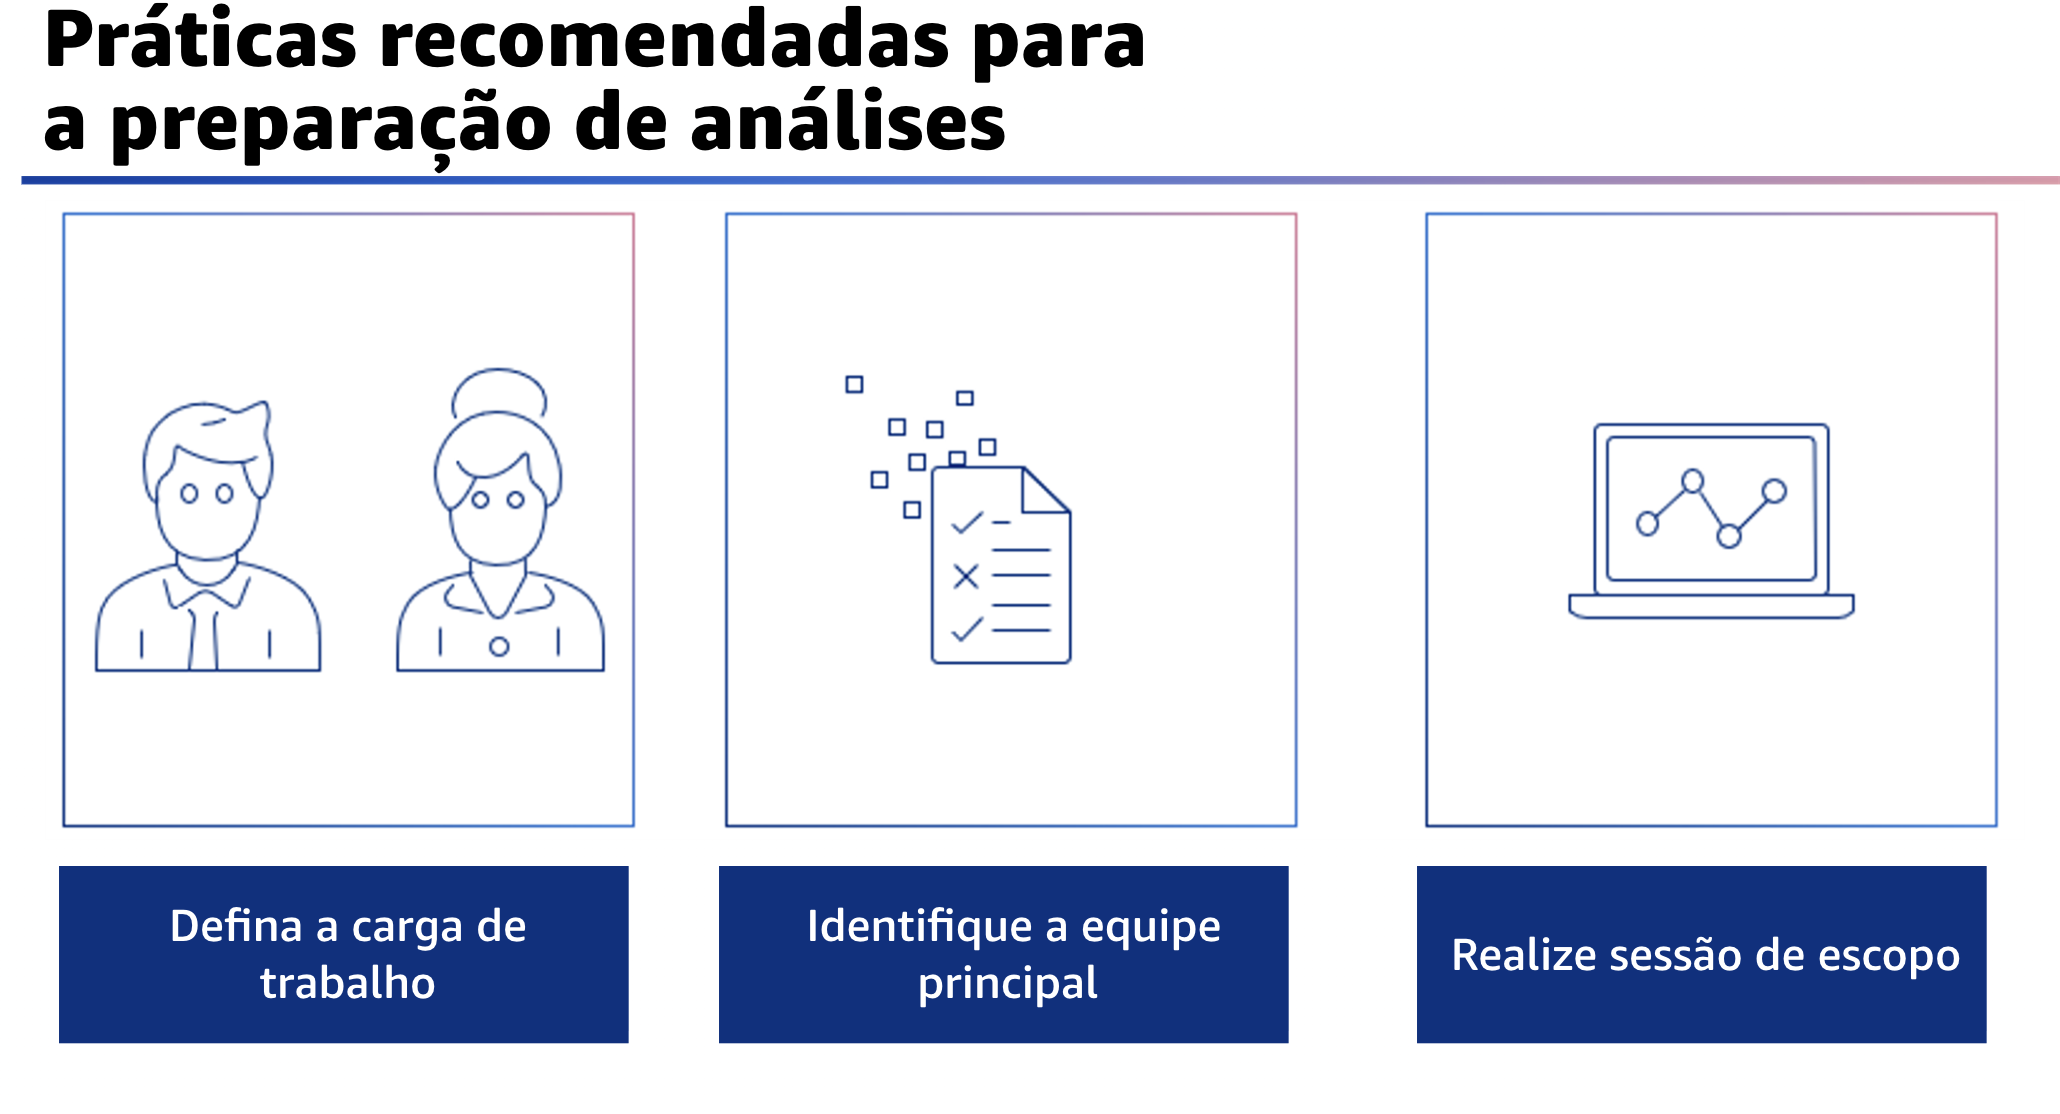 Práticas recomendadas para
a preparação de análises
Defina a carga de
trabalho
Identifique a equipe
principal
Realize sessão de escopo